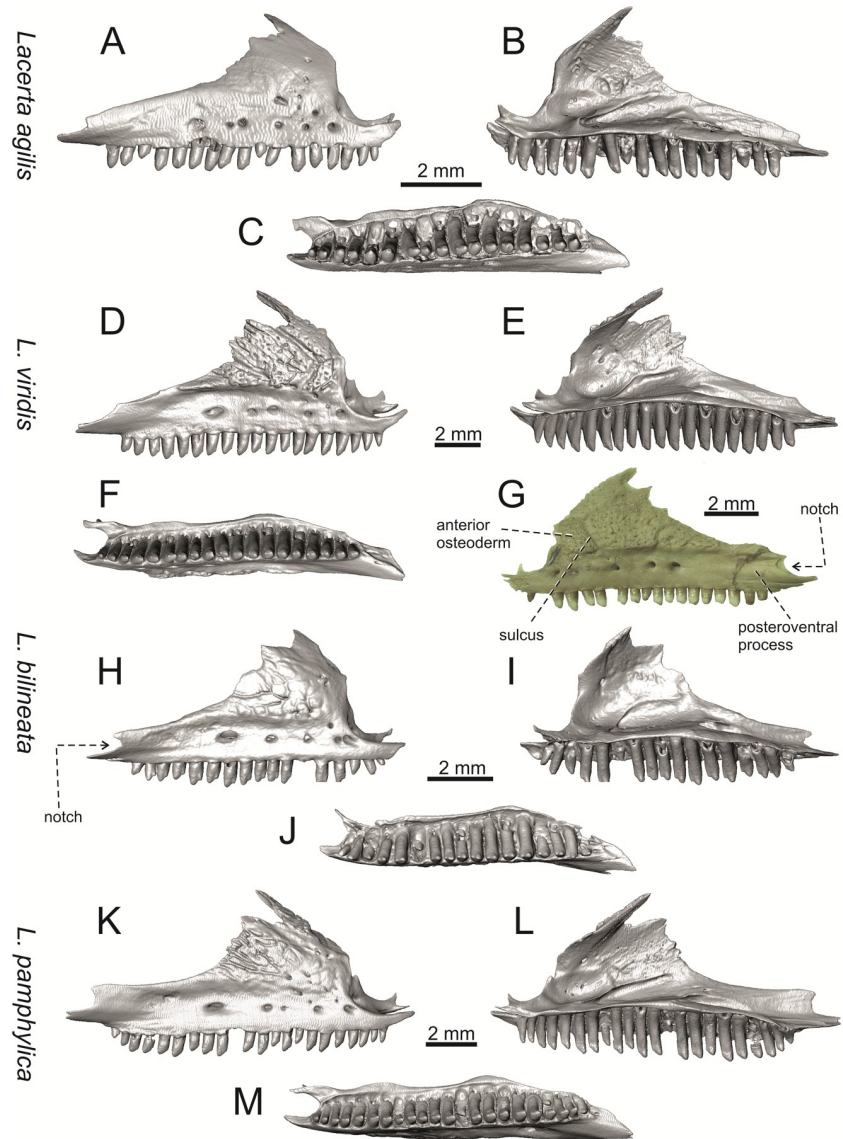 Lacerta agilis
A
B
2 mm
C
L. viridis
D
E
2 mm
F
G
2 mm
anterior
osteoderm
notch
sulcus
posteroventral
process
L. bilineata
H
I
2 mm
notch
J
L. pamphylica
K
L
2 mm
M